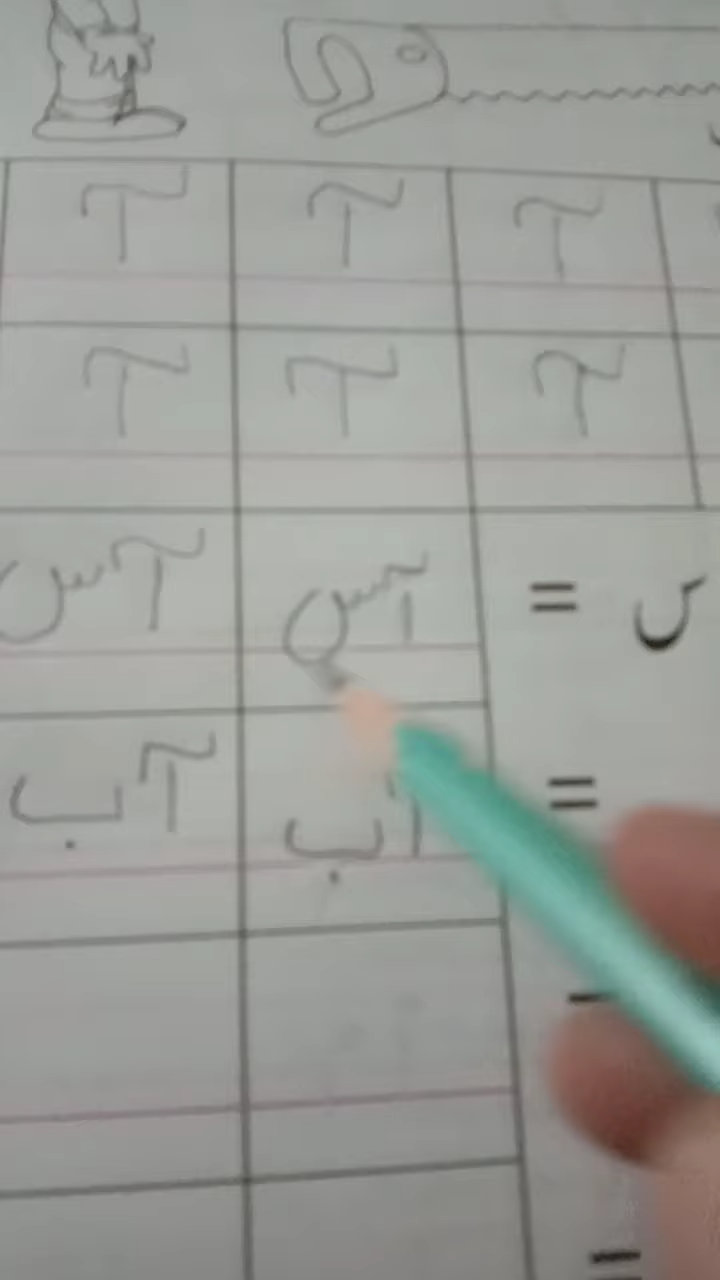 آ آ آ
آ آ آ
= آس آس
= آب آب